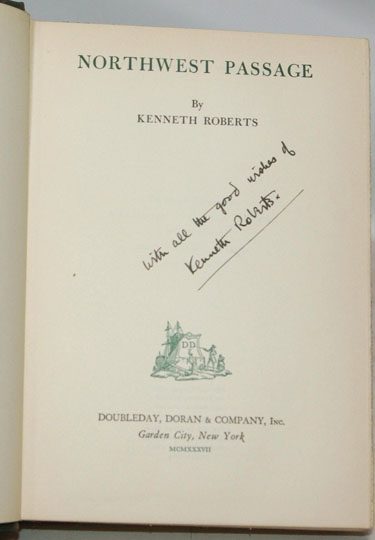 NORTHWEST PASSAGE
By
KENNETH ROBERTS
with all the good wishes of
Kenneth Roberts.
D D
DOUBLEDAY, DORAN & COMPANY, INC.
Garden City, New York
MCMXXXVII